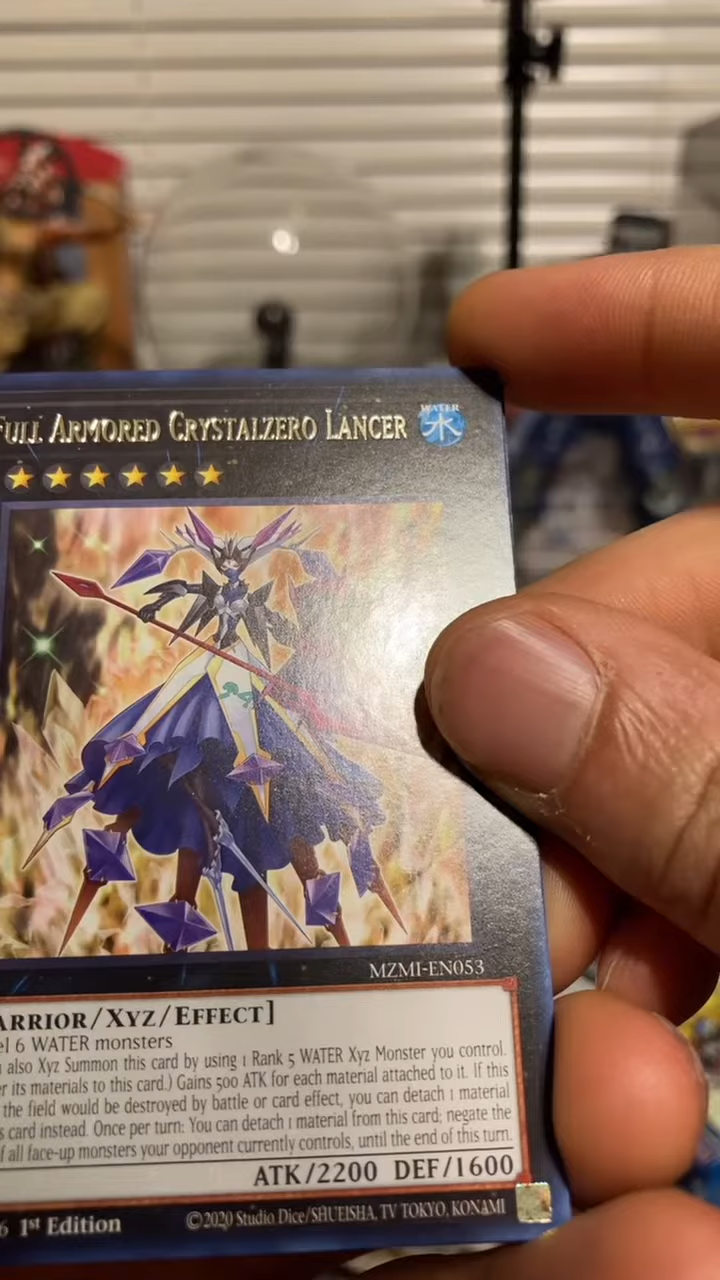 FULL ARMORED CRYSTALZERO LANCER
WATER
水
MZMI-EN053
ARRIOR/XYZ/EFFECT]
el 6 WATER monsters
also Xyz Summon this card by using 1 Rank 5 WATER Xyz Monster you control.
er its materials to this card.) Gains 500 ATK for each material attached to it. If this
the field would be destroyed by battle or card effect, you can detach 1 material
s card instead. Once per turn: You can detach 1 material from this card; negate the
f all face-up monsters your opponent currently controls, until the end of this turn.
ATK/2200 DEF/1600
6 1st Edition
©2020 Studio Dice/SHUEISHA, TV TOKYO, KONAMI